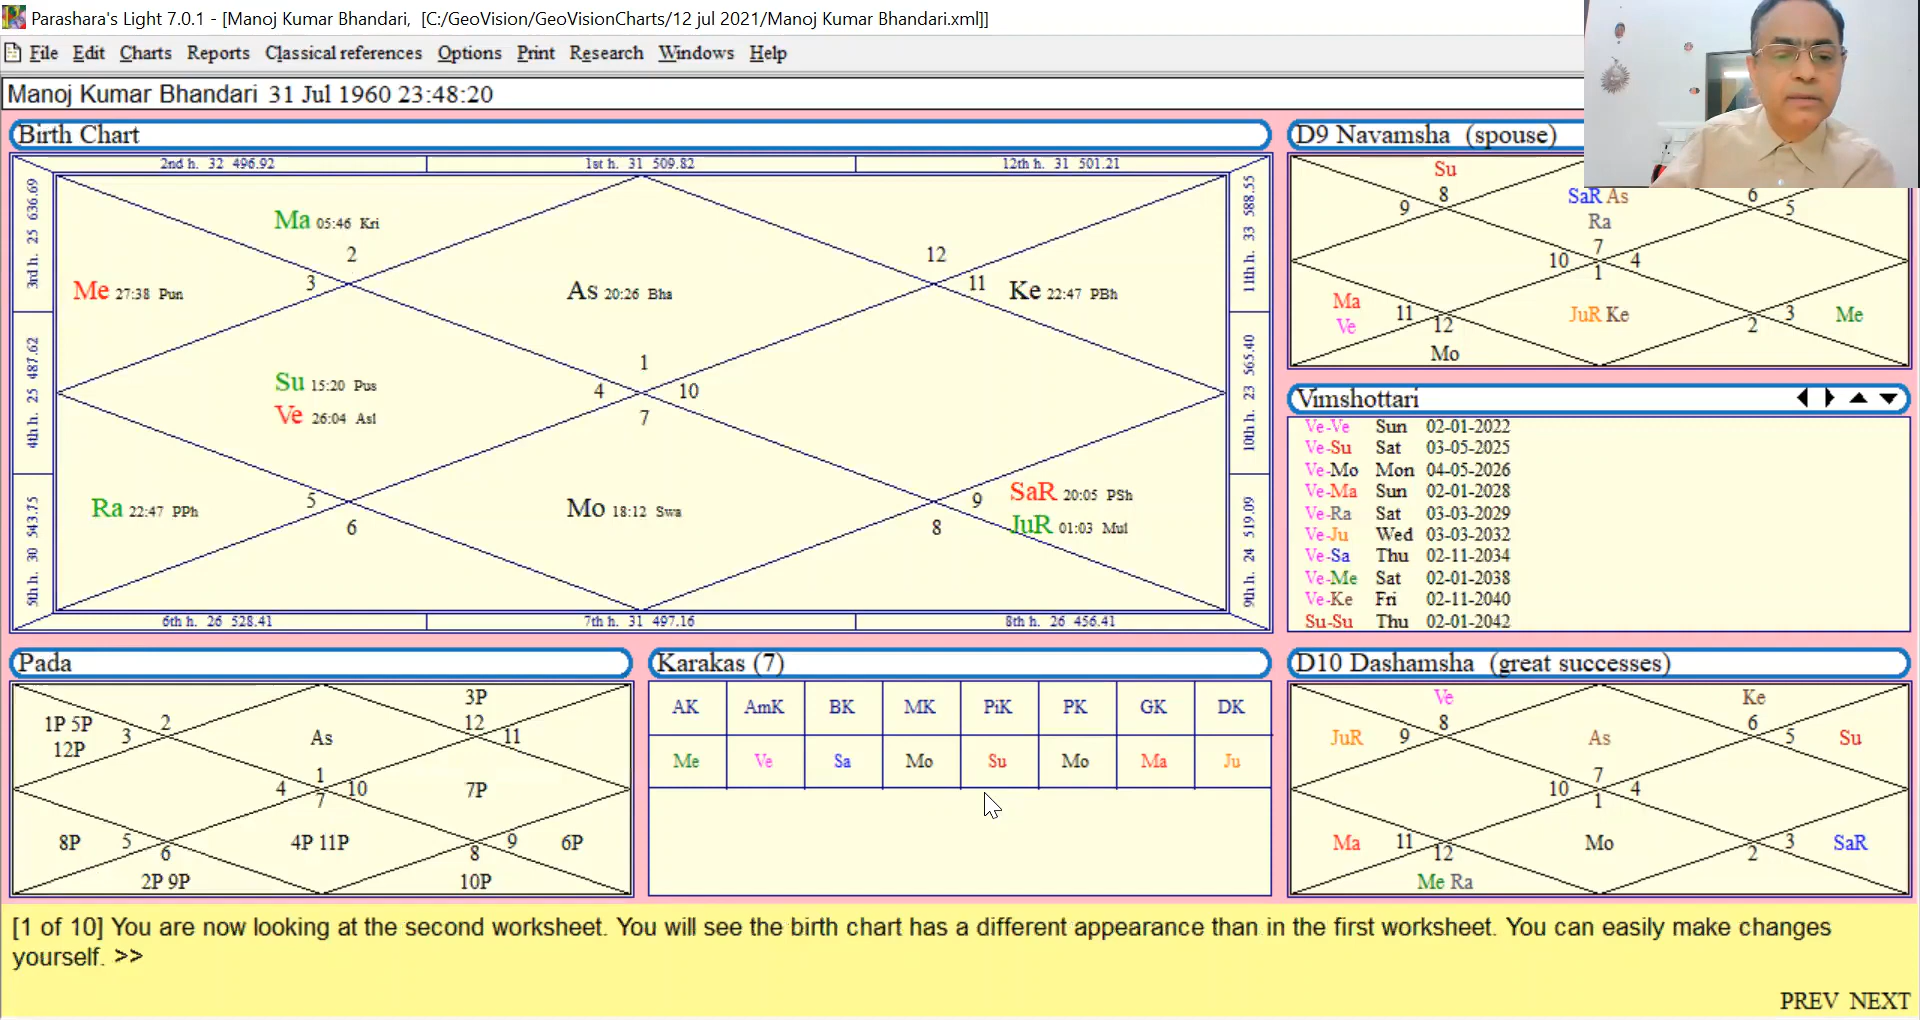 Parashara's Light 7.0.1 - [Manoj Kumar Bhandari, [C:/GeoVision/GeoVisionCharts/12 jul 2021/Manoj Kumar Bhandari.xml]]
File Edit Charts Reports Classical references Options Print Research Windows Help
Manoj Kumar Bhandari 31 Jul 1960 23:48:20
Birth Chart
2nd h. 32 496.92
1st h. 31 509.82
12th h. 31 501.21
3rd h. 25 636.69
4th h. 25 487.62
5th h. 30 543.75
11th h. 33 588.55
10th h. 23 565.40
9th h. 24 519.09
Ma 05:46 Kri
2
12
Me 27:38 Pun
3
As 20:26 Bha
11
Ke 22:47 PBh
1
Su 15:20 Pus
4
10
Ve 26:04 Asl
7
Ra 22:47 PPh
5
6
Mo 18:12 Swa
9
8
SaR 20:05 PSh
JuR 01:03 Mul
6th h. 26 528.41
7th h. 31 497.16
8th h. 26 456.41
D9 Navamsha (spouse)
Su
8
SaR As
6
9
Ra
5
7
10
4
1
Ma
11
JuR Ke
3
Me
Ve
12
2
Mo
Vimshottari
Ve-Ve Sun 02-01-2022
Ve-Su Sat 03-05-2025
Ve-Mo Mon 04-05-2026
Ve-Ma Sun 02-01-2028
Ve-Ra Sat 03-03-2029
Ve-Ju Wed 03-03-2032
Ve-Sa Thu 02-11-2034
Ve-Me Sat 02-01-2038
Ve-Ke Fri 02-11-2040
Su-Su Thu 02-01-2042
Pada
3P
1P 5P
2
12
12P
3
As
11
1
4
10
7P
7
8P
5
4P 11P
9
6P
6
8
2P 9P
10P
Karakas (7)
AK AmK BK MK PiK PK GK DK
Me Ve Sa Mo Su Mo Ma Ju
D10 Dashamsha (great successes)
Ve
Ke
8
6
JuR
9
As
5
Su
7
10
4
1
Ma
11
Mo
3
SaR
12
2
Me Ra
[1 of 10] You are now looking at the second worksheet. You will see the birth chart has a different appearance than in the first worksheet. You can easily make changes
yourself. >>
PREV NEXT